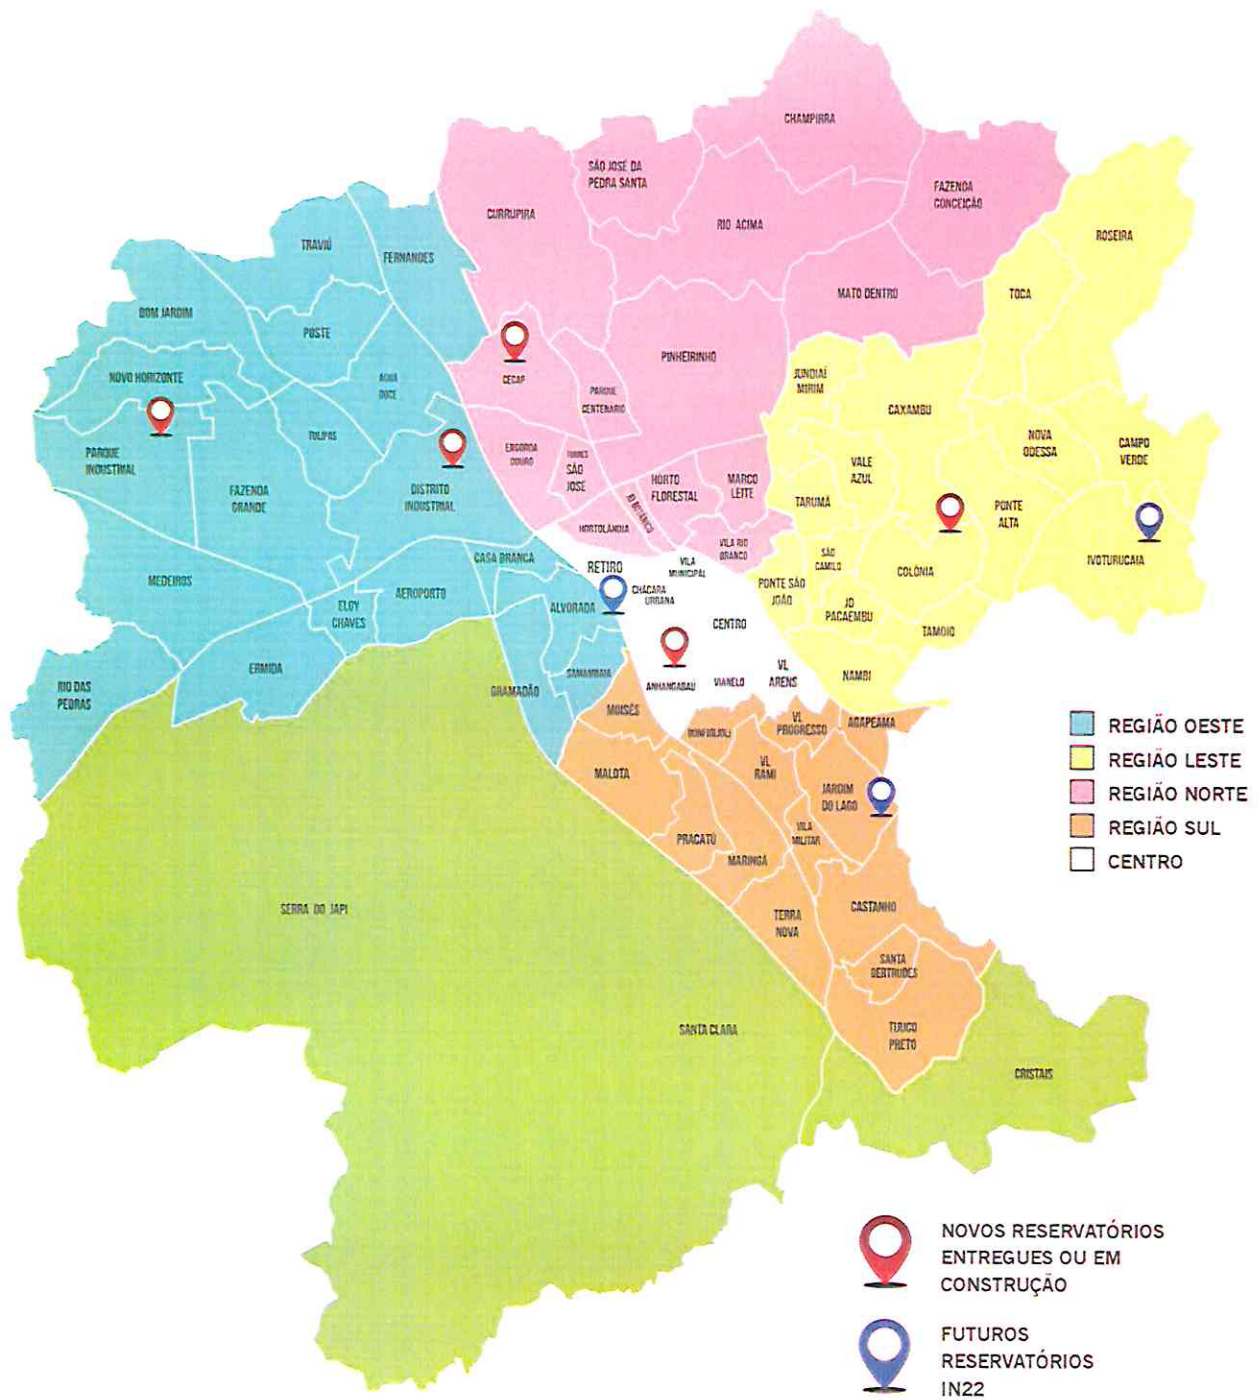 CHAMPIRRA
SÃO JOSÉ DA
PEDRA SANTA
FAZENDA
CONCEIÇÃO
CURRUPIRA
RIO ACIMA
ROSEIRA
TRAVIÚ
FERNANDES
MATO DENTRO
TOCA
BOM JARDIM
POSTE
PINHEIRINHO
NOVO HORIZONTE
ÁGUA
DOCE
CECAP
PARQUE
CENTENÁRIO
JUNDIAÍ
MIRIM
CAXAMBU
TULIPAS
NOVA
ODESSA
CAMPO
VERDE
PARQUE
INDUSTRIAL
ENGORDA
OURO
TORRES
SÃO
JOSÉ
VALE
AZUL
FAZENDA
GRANDE
DISTRITO
INDUSTRIAL
HORTO
FLORESTAL
MARCO
LEITE
TARUMÃ
PONTE
ALTA
JD BOTÂNICO
HORTOLÂNDIA
VILA RIO
BRANCO
CASA BRANCA
RETIRO
VILA
MUNICIPAL
SÃO
CAMILO
COLÔNIA
IVOTURUCAIA
MEDEIROS
ELOY
CHAVES
AEROPORTO
ALVORADA
CHÁCARA
URBANA
PONTE SÃO
JOÃO
JD
PACAEMBU
CENTRO
TAMOIO
ERMIDA
SAMAMBAIA
VL
ARENS
NAMBI
RIO DAS
PEDRAS
GRAMADÃO
ANHANGABAÚ
VIANELO
MOISÉS
BONFIGLIOLI
VL
PROGRESSO
AGAPEAMA
REGIÃO OESTE
REGIÃO LESTE
REGIÃO NORTE
REGIÃO SUL
CENTRO
MALOTA
VL
RAMI
JARDIM
DO LAGO
PRACATÚ
MARINGÁ
VILA
MILITAR
SERRA DO JAPI
TERRA
NOVA
CASTANHO
SANTA
GERTRUDES
SANTA CLARA
TIJUCO
PRETO
CRISTAIS
NOVOS RESERVATÓRIOS
ENTREGUES OU EM
CONSTRUÇÃO
FUTUROS
RESERVATÓRIOS
IN22